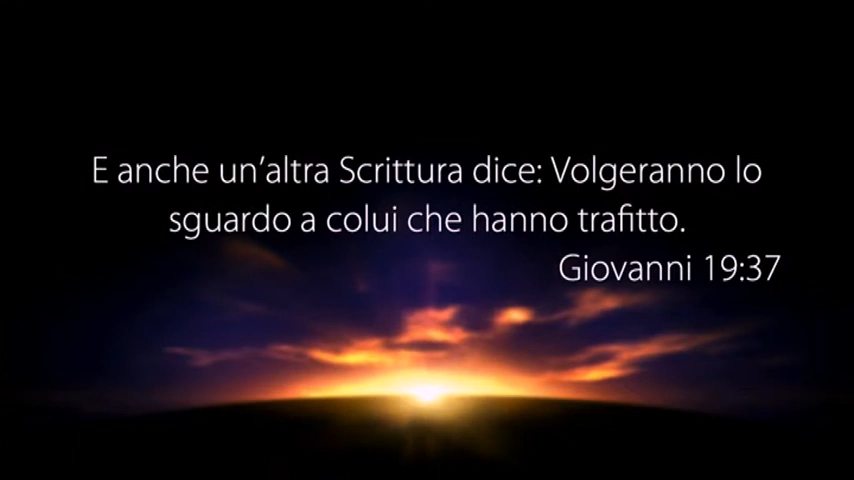 E anche un’altra Scrittura dice: Volgeranno lo
sguardo a colui che hanno trafitto.
Giovanni 19:37